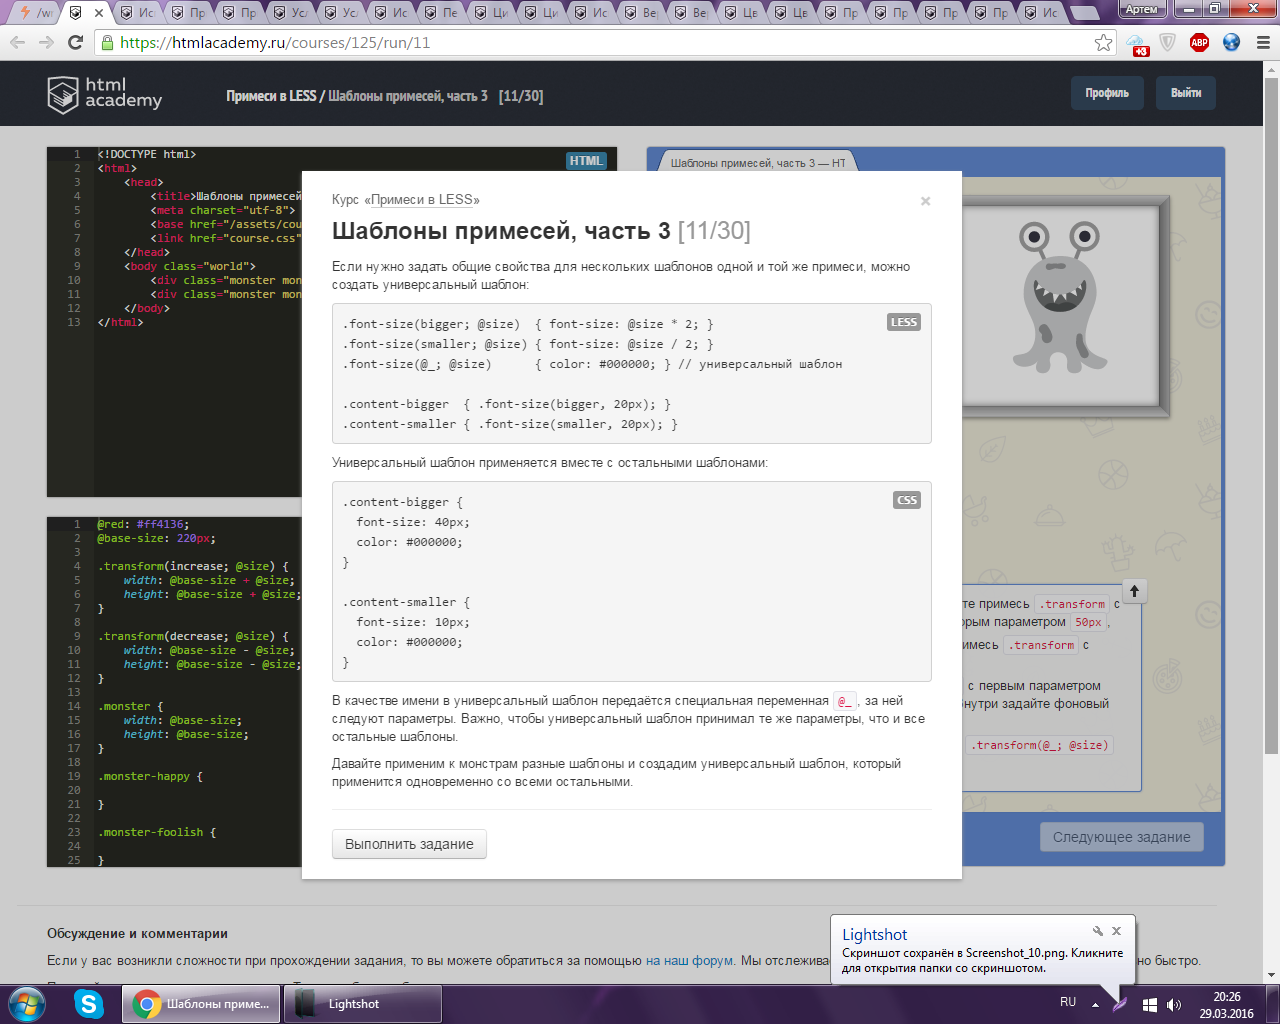 /w
Ис
Пр
Пр
Усл
Усл
Ис
Пе
Ци
Ци
Ис
Вер
Вер
Цв
Цв
Пр
Пр
Пр
Пр
Ис
Артем
https://htmlacademy.ru/courses/125/run/11
+3
ABP
html academy
Примеси в LESS / Шаблоны примесей, часть 3 [11/30]
Профиль
Выйти
1 <!DOCTYPE html>
HTML
2 <html>
3 <head>
4 <title>Шаблоны примесей
5 <meta charset="utf-8">
6 <base href="/assets/cou
7 <link href="course.css"
8 </head>
9 <body class="world">
10 <div class="monster mon
11 <div class="monster mon
12 </body>
13 </html>
1 @red: #ff4136;
2 @base-size: 220px;
3
4 .transform(increase; @size) {
5 width: @base-size + @size;
6 height: @base-size + @size;
7 }
8
9 .transform(decrease; @size) {
10 width: @base-size - @size;
11 height: @base-size - @size;
12 }
13
14 .monster {
15 width: @base-size;
16 height: @base-size;
17 }
18
19 .monster-happy {
20
21 }
22
23 .monster-foolish {
24
25 }
Курс «Примеси в LESS»
×
Шаблоны примесей, часть 3 [11/30]
Если нужно задать общие свойства для нескольких шаблонов одной и той же примеси, можно
создать универсальный шаблон:
LESS
.font-size(bigger; @size) { font-size: @size * 2; }
.font-size(smaller; @size) { font-size: @size / 2; }
.font-size(@_; @size) { color: #000000; } // универсальный шаблон
.content-bigger { .font-size(bigger, 20px); }
.content-smaller { .font-size(smaller, 20px); }
Универсальный шаблон применяется вместе с остальными шаблонами:
CSS
.content-bigger {
font-size: 40px;
color: #000000;
}
.content-smaller {
font-size: 10px;
color: #000000;
}
В качестве имени в универсальный шаблон передаётся специальная переменная @_, за ней
следуют параметры. Важно, чтобы универсальный шаблон принимал те же параметры, что и все
остальные шаблоны.
Давайте применим к монстрам разные шаблоны и создадим универсальный шаблон, который
применится одновременно со всеми остальными.
Выполнить задание
Шаблоны примесей, часть 3 — HT
те примесь .transform с
орым параметром 50px,
имесь .transform с
с первым параметром
внутри задайте фоновый
.transform(@_; @size)
Следующее задание
Обсуждение и комментарии
Если у вас возникли сложности при прохождении задания, то вы можете обратиться за помощью на наш форум. Мы отслежива
но быстро.
Lightshot
Скриншот сохранён в Screenshot_10.png. Кликните
для открытия папки со скриншотом.
Шаблоны приме...
Lightshot
RU
20:26
29.03.2016